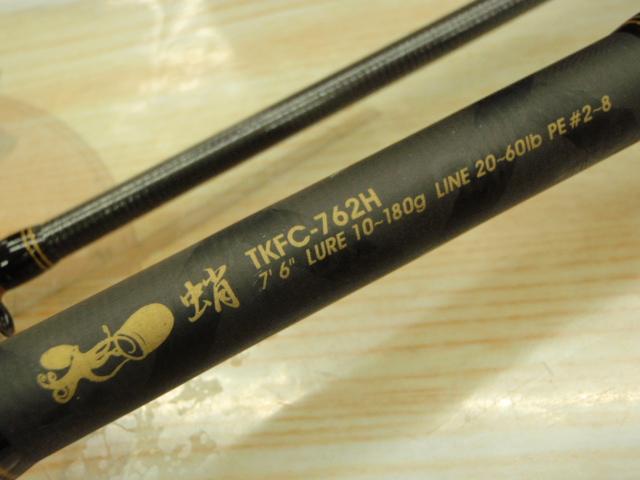 蛸
TKFC-762H
7' 6" LURE 10~180g LINE 20~60lb PE #2~8